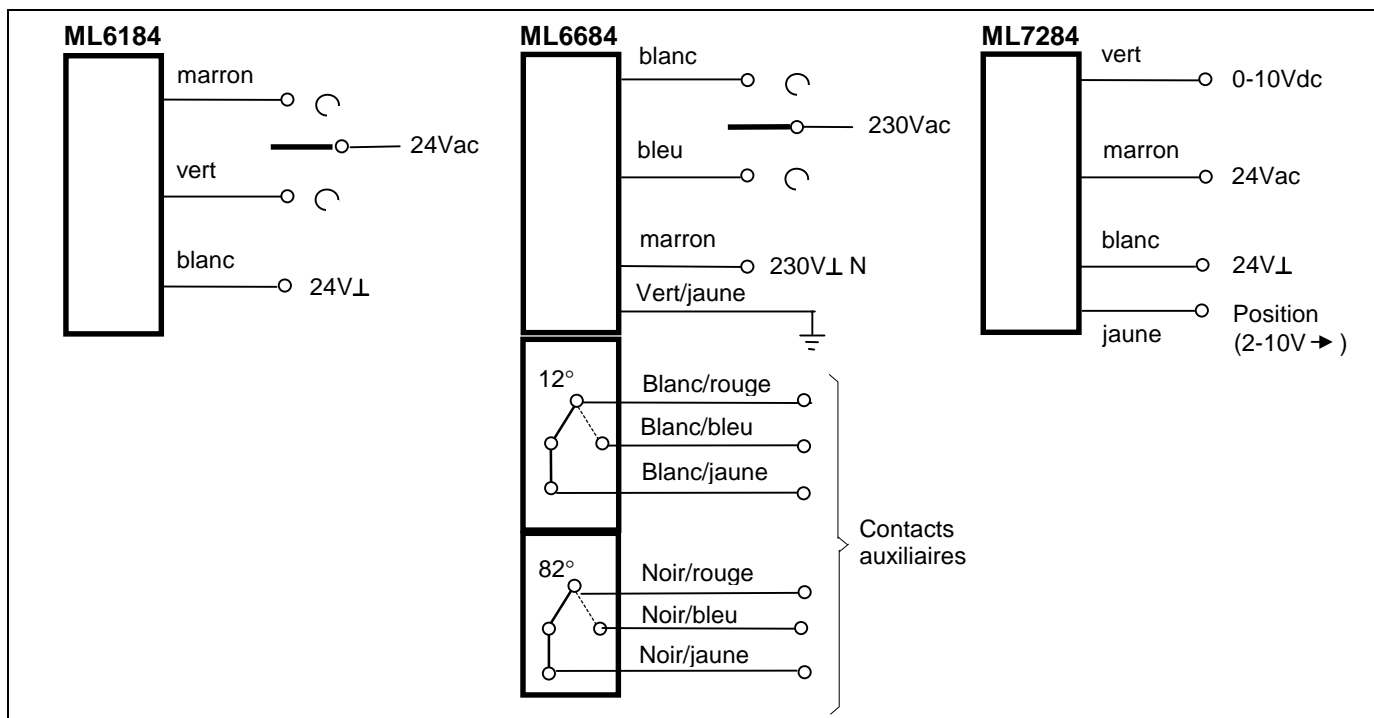 ML6184
marron
24Vac
vert
blanc
24V⊥
ML6684
blanc
230Vac
bleu
marron
230V⊥ N
Vert/jaune
12°
Blanc/rouge
Blanc/bleu
Blanc/jaune
82°
Noir/rouge
Noir/bleu
Noir/jaune
Contacts
auxiliaires
ML7284
vert
0-10Vdc
marron
24Vac
blanc
24V⊥
jaune
Position
(2-10V → )